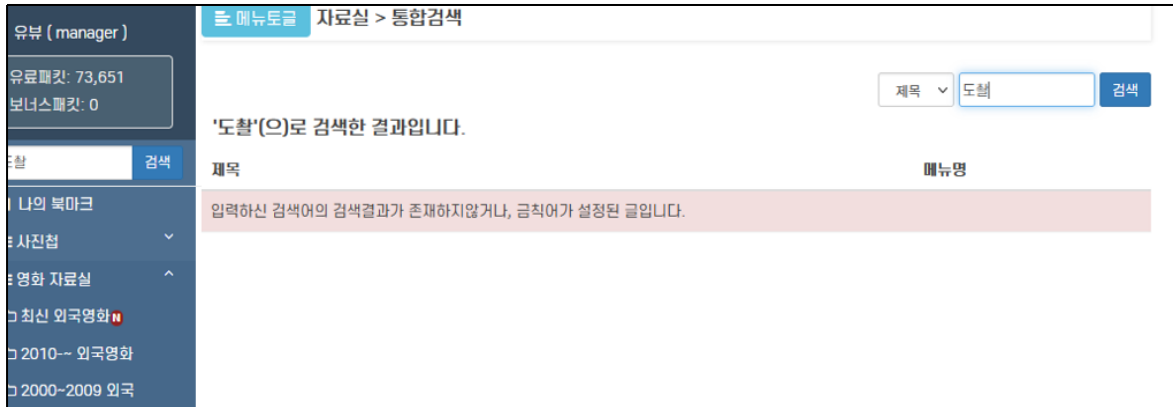 유뷰 ( manager )
유료패킷: 73,651
보너스패킷: 0
검색
나의 북마크
사진첩
영화 자료실
최신 외국영화 N
2010-~ 외국영화
2000~2009 외국
메뉴토글 자료실 > 통합검색
제목 도촬 검색
'도촬'(으)로 검색한 결과입니다.
제목 메뉴명
입력하신 검색어의 검색결과가 존재하지않거나, 금칙어가 설정된 글입니다.